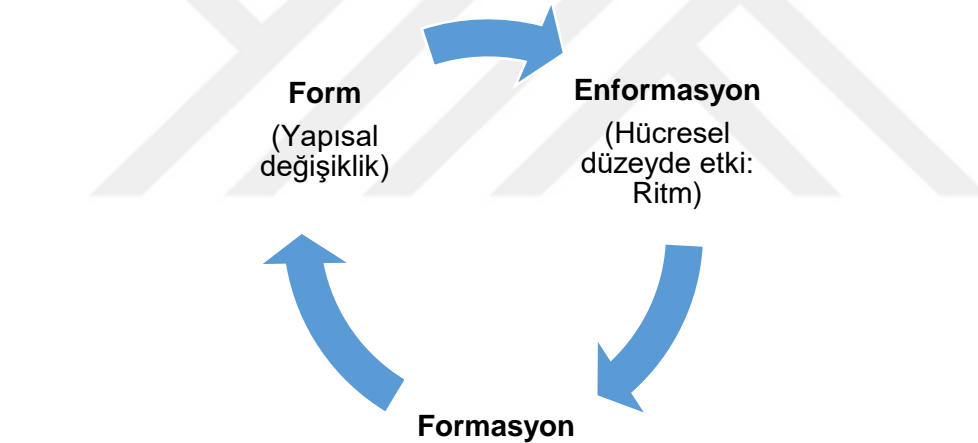 Form
(Yapısal
değişiklik)
Enformasyon
(Hücresel
düzeyde etki:
Ritm)
Formasyon